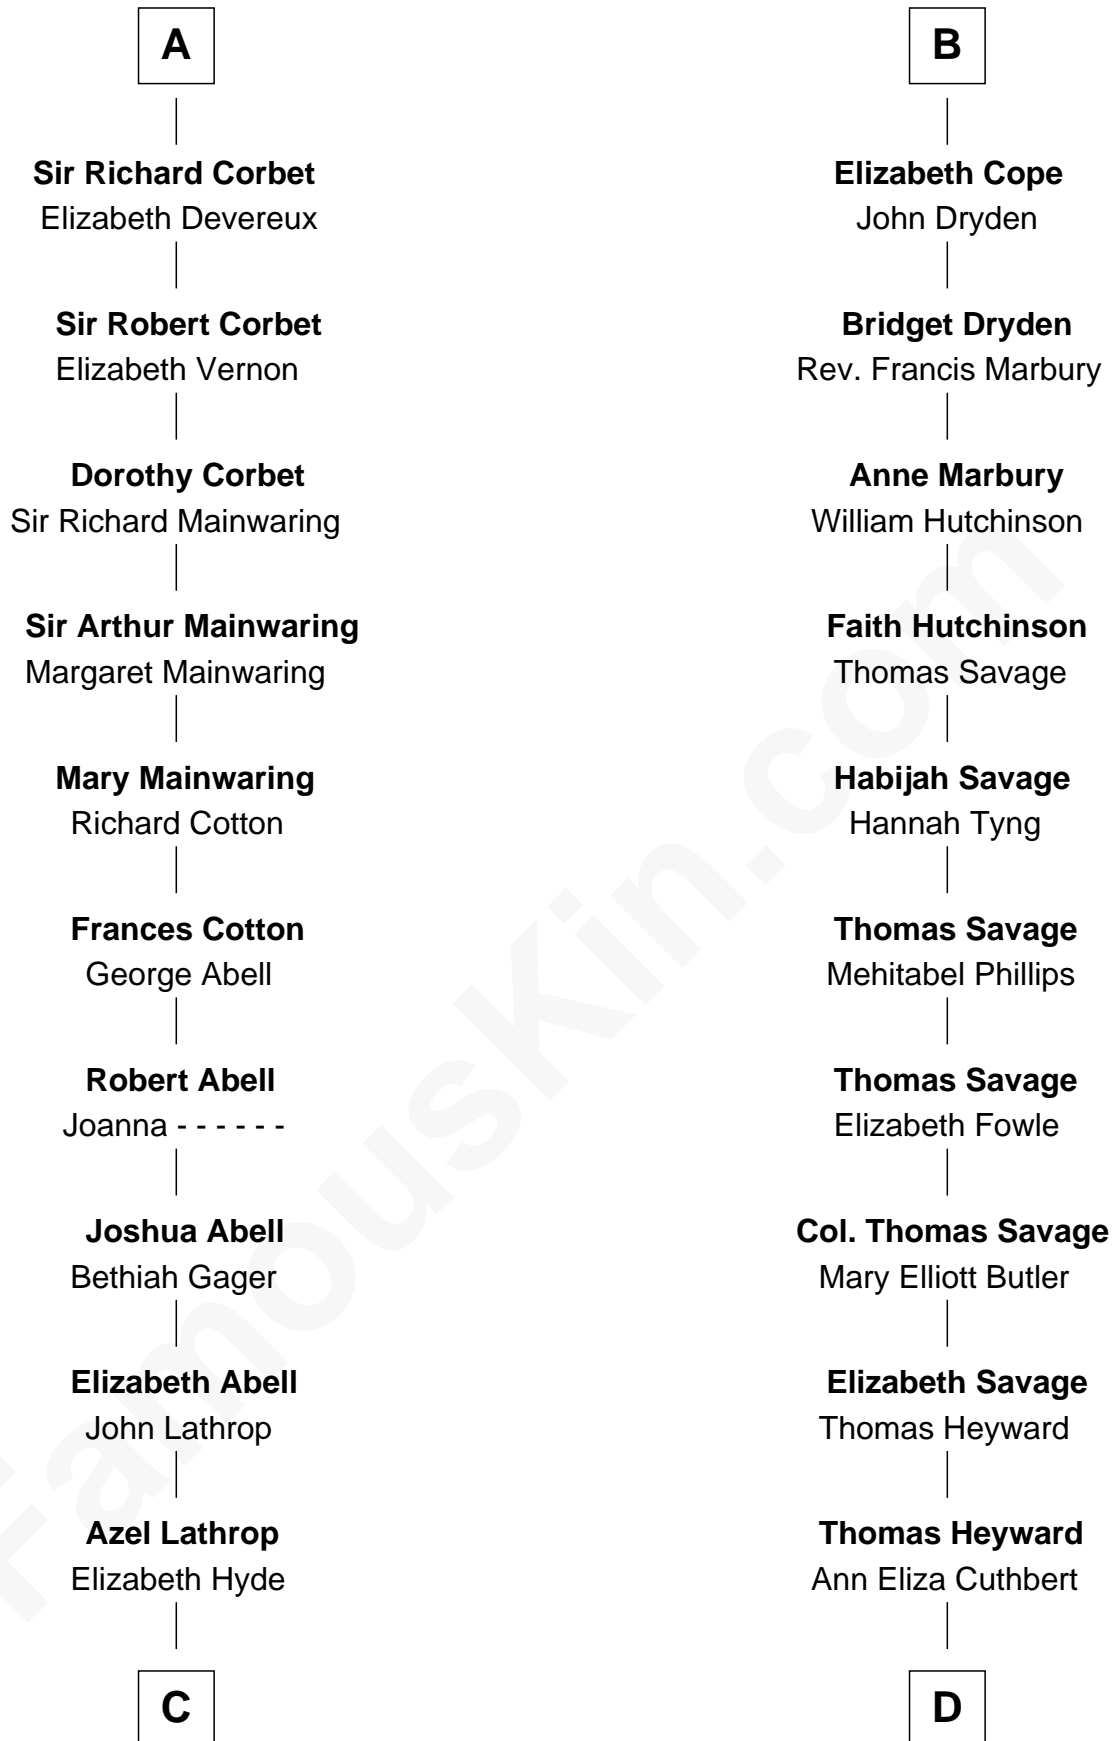 A
Sir Richard Corbet
Elizabeth Devereux
Sir Robert Corbet
Elizabeth Vernon
Dorothy Corbet
Sir Richard Mainwaring
Sir Arthur Mainwaring
Margaret Mainwaring
Mary Mainwaring
Richard Cotton
Frances Cotton
George Abell
Robert Abell
Joanna - - - - - -
Joshua Abell
Bethiah Gager
Elizabeth Abell
John Lathrop
Azel Lathrop
Elizabeth Hyde
C
B
Elizabeth Cope
John Dryden
Bridget Dryden
Rev. Francis Marbury
Anne Marbury
William Hutchinson
Faith Hutchinson
Thomas Savage
Habijah Savage
Hannah Tyng
Thomas Savage
Mehitabel Phillips
Thomas Savage
Elizabeth Fowle
Col. Thomas Savage
Mary Elliott Butler
Elizabeth Savage
Thomas Heyward
Thomas Heyward
Ann Eliza Cuthbert
D
FamousKin.com